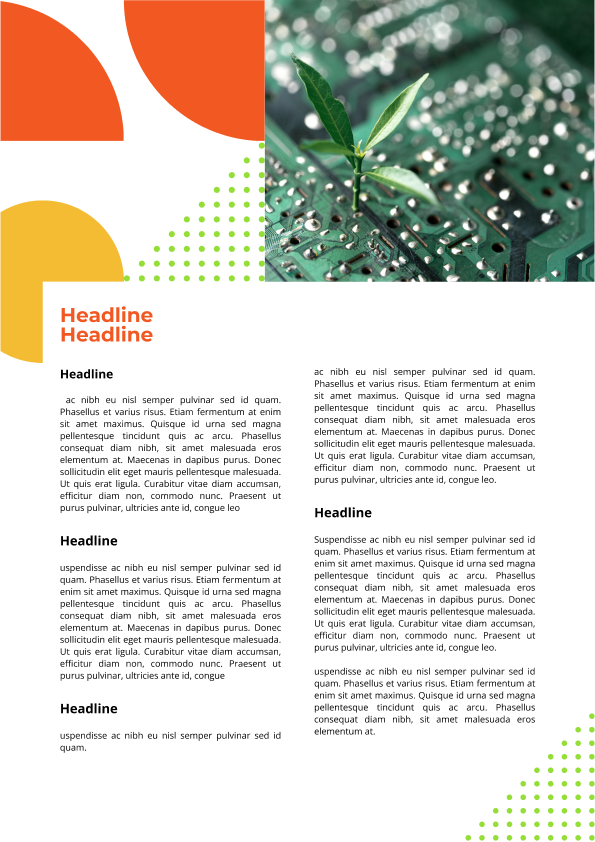 Headline
Headline
Headline
ac nibh eu nisl semper pulvinar sed id quam.
Phasellus et varius risus. Etiam fermentum at enim
sit amet maximus. Quisque id urna sed magna
pellentesque tincidunt quis ac arcu. Phasellus
consequat diam nibh, sit amet malesuada eros
elementum at. Maecenas in dapibus purus. Donec
sollicitudin elit eget mauris pellentesque malesuada.
Ut quis erat ligula. Curabitur vitae diam accumsan,
efficitur diam non, commodo nunc. Praesent ut
purus pulvinar, ultricies ante id, congue leo
Headline
uspendisse ac nibh eu nisl semper pulvinar sed id
quam. Phasellus et varius risus. Etiam fermentum at
enim sit amet maximus. Quisque id urna sed magna
pellentesque tincidunt quis ac arcu. Phasellus
consequat diam nibh, sit amet malesuada eros
elementum at. Maecenas in dapibus purus. Donec
sollicitudin elit eget mauris pellentesque malesuada.
Ut quis erat ligula. Curabitur vitae diam accumsan,
efficitur diam non, commodo nunc. Praesent ut
purus pulvinar, ultricies ante id, congue
Headline
uspendisse ac nibh eu nisl semper pulvinar sed id
quam.
ac nibh eu nisl semper pulvinar sed id quam.
Phasellus et varius risus. Etiam fermentum at enim
sit amet maximus. Quisque id urna sed magna
pellentesque tincidunt quis ac arcu. Phasellus
consequat diam nibh, sit amet malesuada eros
elementum at. Maecenas in dapibus purus. Donec
sollicitudin elit eget mauris pellentesque malesuada.
Ut quis erat ligula. Curabitur vitae diam accumsan,
efficitur diam non, commodo nunc. Praesent ut
purus pulvinar, ultricies ante id, congue leo.
Headline
Suspendisse ac nibh eu nisl semper pulvinar sed id
quam. Phasellus et varius risus. Etiam fermentum at
enim sit amet maximus. Quisque id urna sed magna
pellentesque tincidunt quis ac arcu. Phasellus
consequat diam nibh, sit amet malesuada eros
elementum at. Maecenas in dapibus purus. Donec
sollicitudin elit eget mauris pellentesque malesuada.
Ut quis erat ligula. Curabitur vitae diam accumsan,
efficitur diam non, commodo nunc. Praesent ut
purus pulvinar, ultricies ante id, congue leo.
uspendisse ac nibh eu nisl semper pulvinar sed id
quam. Phasellus et varius risus. Etiam fermentum at
enim sit amet maximus. Quisque id urna sed magna
pellentesque tincidunt quis ac arcu. Phasellus
consequat diam nibh, sit amet malesuada eros
elementum at.